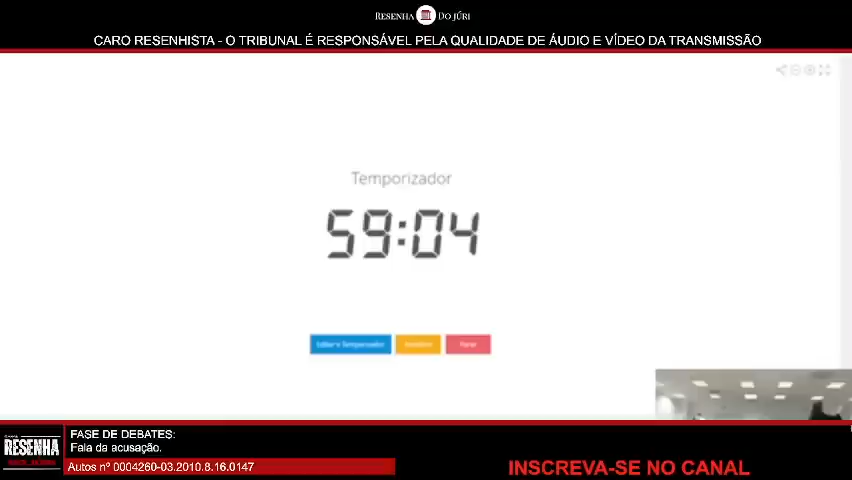 RESENHA DO JÚRI
CARO RESENHISTA - O TRIBUNAL É RESPONSÁVEL PELA QUALIDADE DE ÁUDIO E VÍDEO DA TRANSMISSÃO
Temporizador
59:04
Editar o Temporizador
Parar
RESENHA
FASE DE DEBATES:
Fala da acusação.
Autos nº 0004260-03.2010.8.16.0147
INSCREVA-SE NO CANAL